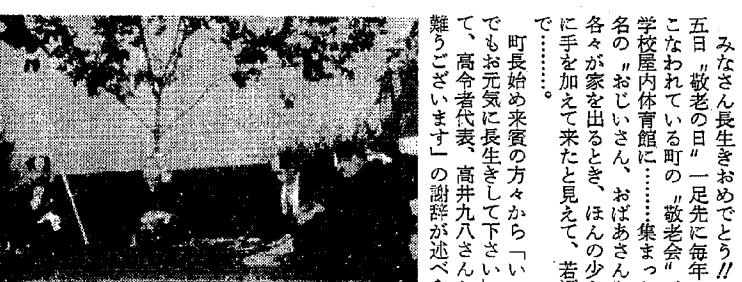 みなさん長生きおめでとう!!
五日〝敬老の日〟一足先に毎年
こなわれている町の〝敬老会〟
学校屋内体育館に………集まっ
名の〝おじいさん、おばあさん
各々が家を出るとき、ほんの少
に手を加えて来たと見えて、若
で………。
町長始め来賓の方々から「い
でもお元気に長生きして下さい
て、高令者代表、高井九八さん
難うございます」の謝辞が述べ